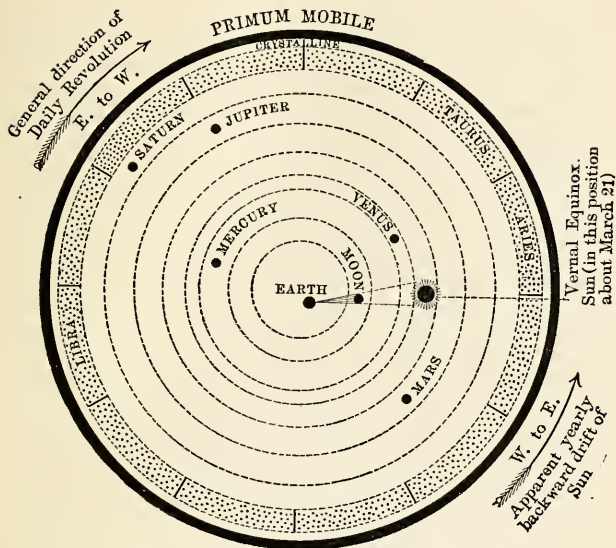 PRIMUM MOBILE
CRYSTALLINE
General direction of
Daily Revolution
E. to W.
TAURUS
SATURN
JUPITER
ARIES
VENUS
MERCURY
MOON
EARTH
Vernal Equinox.
Sun (in this position
about March 21)
LIBRA
MARS
W. to E.
Apparent yearly
backward drift of
Sun